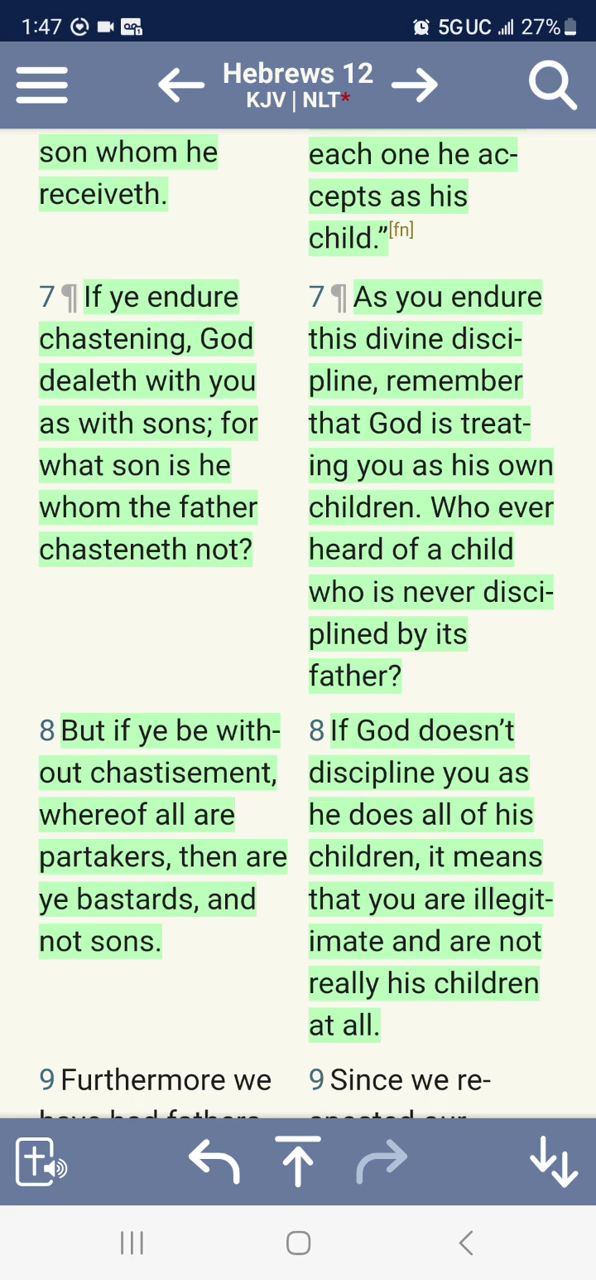 1:47 5G UC 27%
Hebrews 12
KJV | NLT*
son whom he
receiveth.
7 ¶ If ye endure
chastening, God
dealeth with you
as with sons; for
what son is he
whom the father
chasteneth not?
8 But if ye be with-
out chastisement,
whereof all are
partakers, then are
ye bastards, and
not sons.
9 Furthermore we
have had fathers
each one he ac-
cepts as his
child.”[fn]
7 ¶ As you endure
this divine disci-
pline, remember
that God is treat-
ing you as his own
children. Who ever
heard of a child
who is never disci-
plined by its
father?
8 If God doesn’t
discipline you as
he does all of his
children, it means
that you are illegit-
imate and are not
really his children
at all.
9 Since we re-
spected our